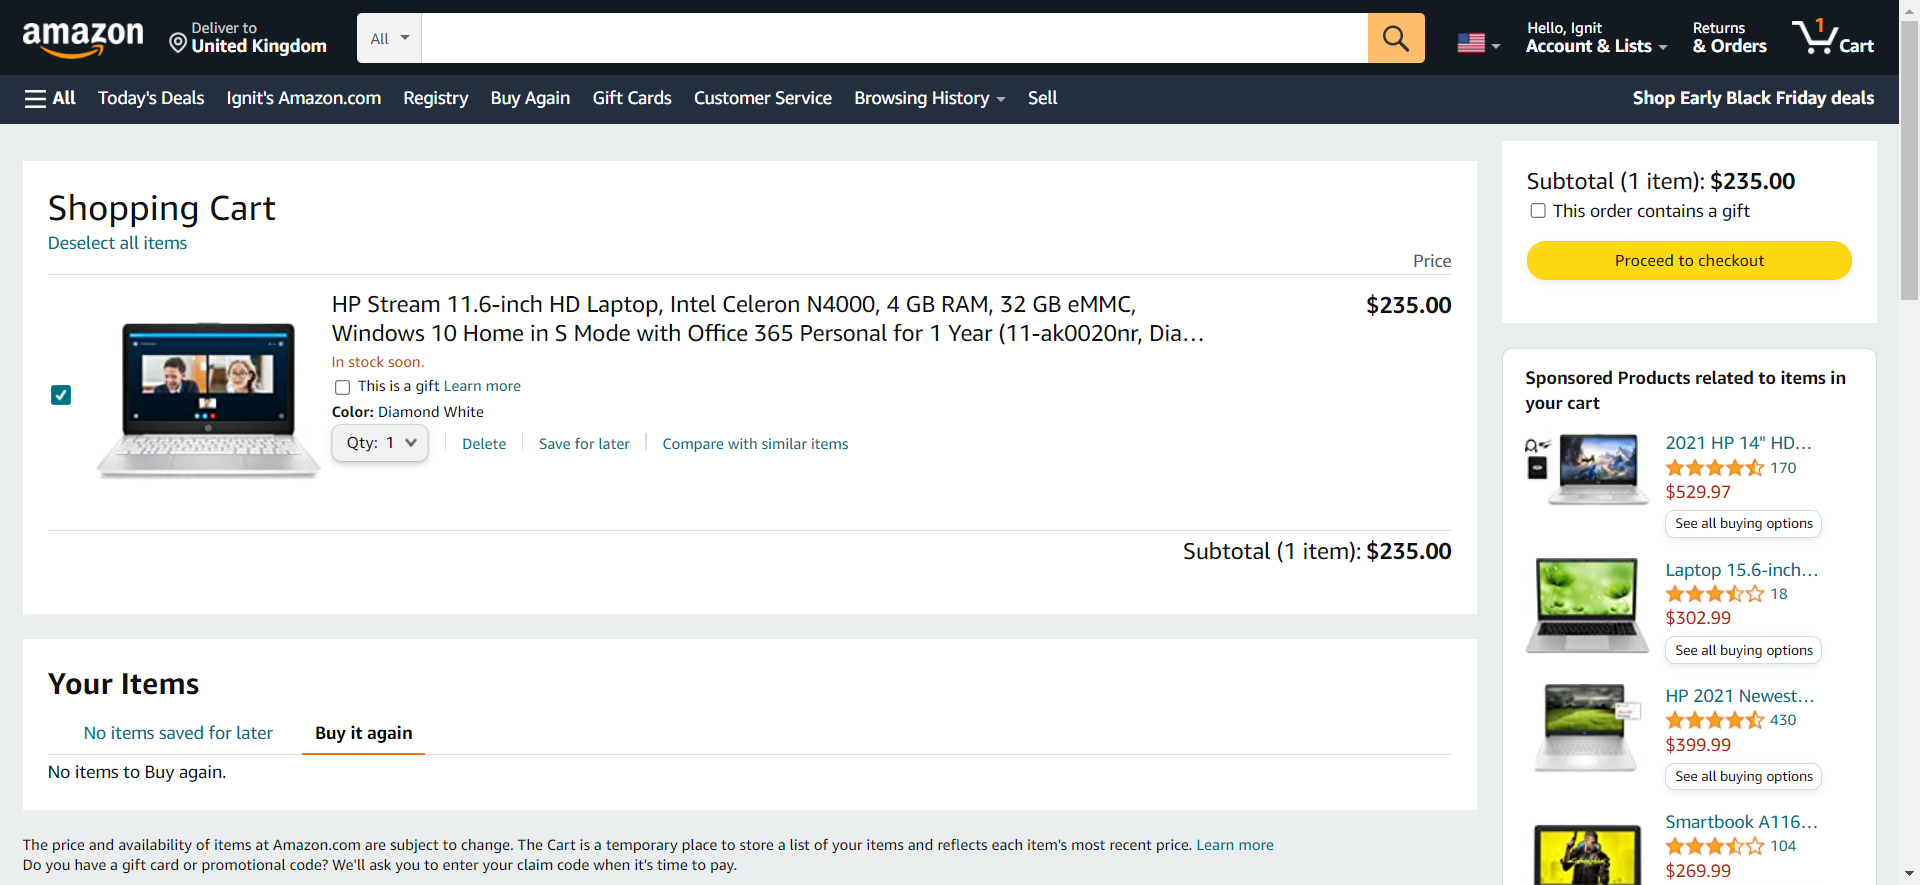 amazon
Deliver to
United Kingdom
All
Hello, Ignit
Account & Lists
Returns
& Orders
1
Cart
All
Today's Deals
Ignit's Amazon.com
Registry
Buy Again
Gift Cards
Customer Service
Browsing History
Sell
Shop Early Black Friday deals
Shopping Cart
Deselect all items
Price
HP Stream 11.6-inch HD Laptop, Intel Celeron N4000, 4 GB RAM, 32 GB eMMC,
Windows 10 Home in S Mode with Office 365 Personal for 1 Year (11-ak0020nr, Dia…
$235.00
In stock soon.
This is a gift Learn more
Color: Diamond White
Qty: 1
Delete
Save for later
Compare with similar items
Subtotal (1 item): $235.00
Your Items
No items saved for later
Buy it again
No items to Buy again.
The price and availability of items at Amazon.com are subject to change. The Cart is a temporary place to store a list of your items and reflects each item's most recent price. Learn more
Do you have a gift card or promotional code? We'll ask you to enter your claim code when it's time to pay.
Subtotal (1 item): $235.00
This order contains a gift
Proceed to checkout
Sponsored Products related to items in
your cart
2021 HP 14" HD…
170
$529.97
See all buying options
Laptop 15.6-inch…
18
$302.99
See all buying options
HP 2021 Newest…
430
$399.99
See all buying options
Smartbook A116…
104
$269.99